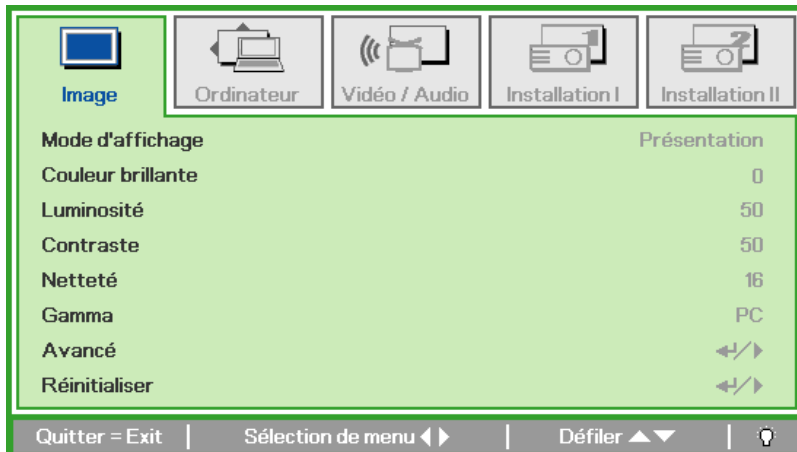 Image Ordinateur Vidéo / Audio Installation I Installation II
Mode d'affichage Présentation
Couleur brillante 0
Luminosité 50
Contraste 50
Netteté 16
Gamma PC
Avancé
Réinitialiser
Quitter = Exit Sélection de menu Défiler